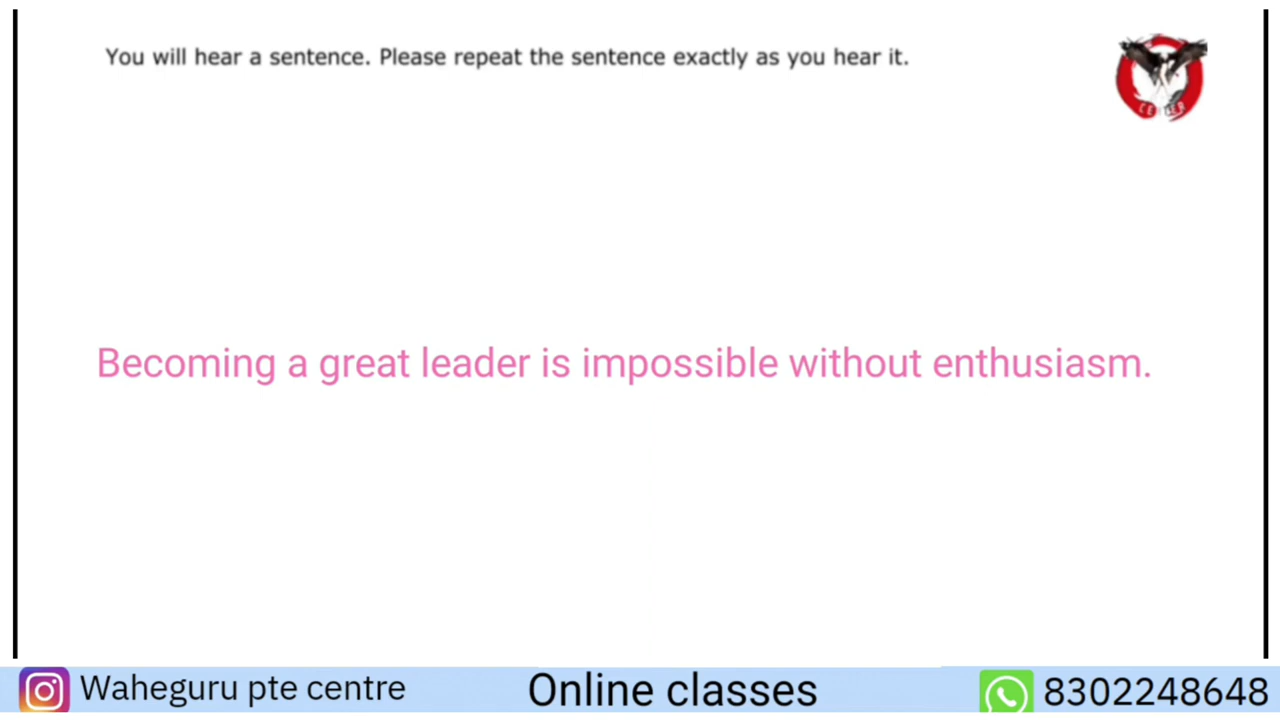 You will hear a sentence. Please repeat the sentence exactly as you hear it.
Becoming a great leader is impossible without enthusiasm.
Waheguru pte centre
Online classes
8302248648